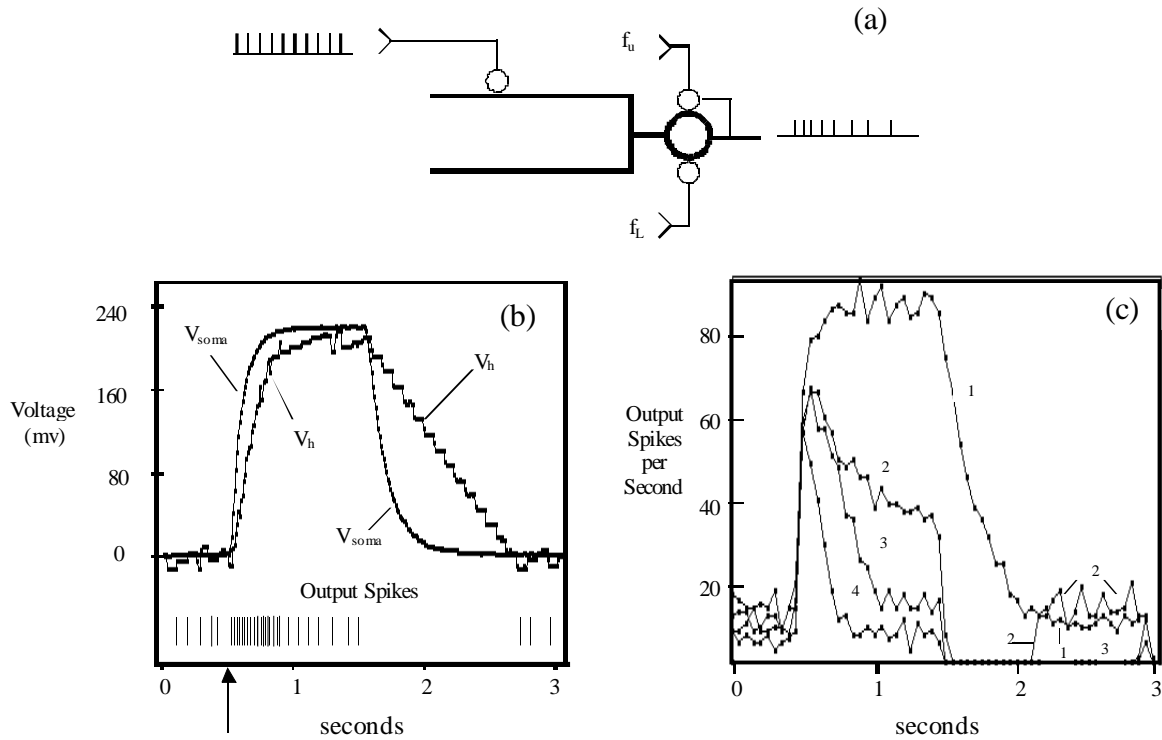 (a)
f_u
f_L
(b)
240
160
80
0
Voltage
(mv)
V_soma
V_h
V_h
V_soma
Output Spikes
0 1 2 3
seconds
(c)
80
60
40
20
Output
Spikes
per
Second
1
2
3
4
2
2
1
3
0 1 2 3
seconds